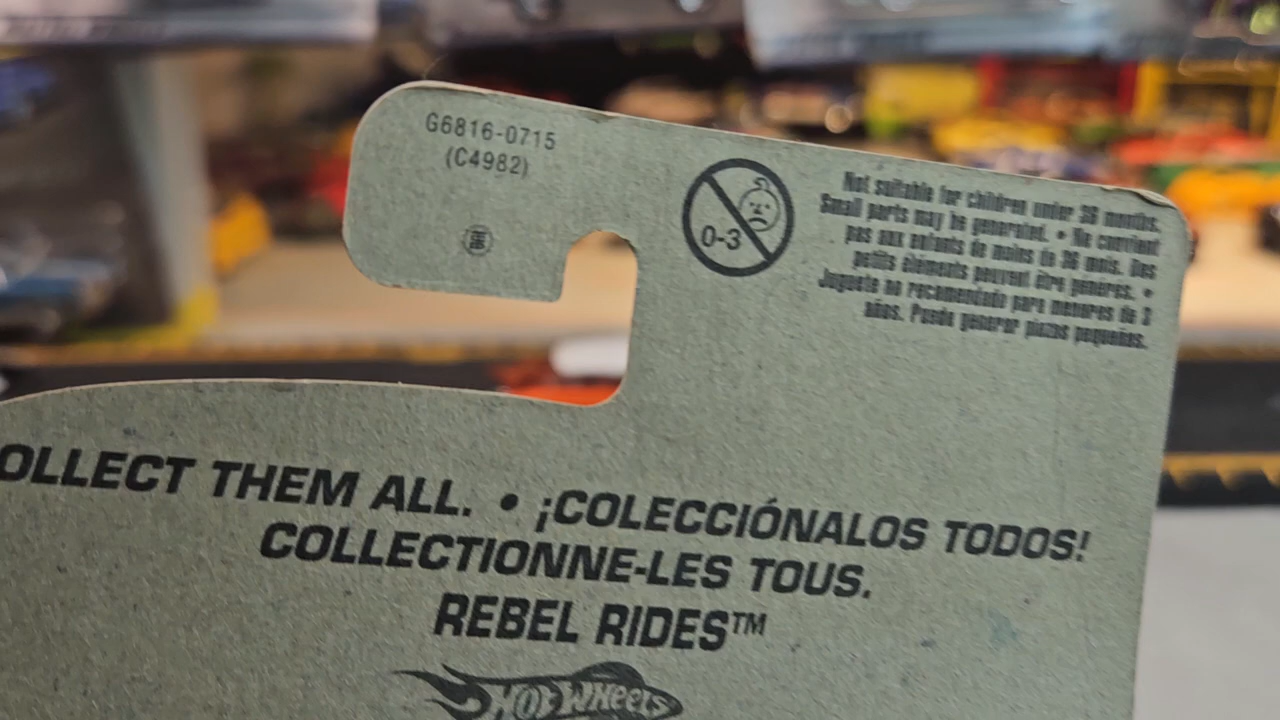 G6816-0715
(C4982)
0-3
Not suitable for children under 36 months.
Small parts may be generated. • Ne convient
pas aux enfants de moins de 36 mois. Des
petits éléments peuvent être générés. •
Juguete no recomendado para menores de 3
años. Puede generar piezas pequeñas.
OLLECT THEM ALL. • ¡COLECCIÓNALOS TODOS!
COLLECTIONNE-LES TOUS.
REBEL RIDES™
HOT WHEELS